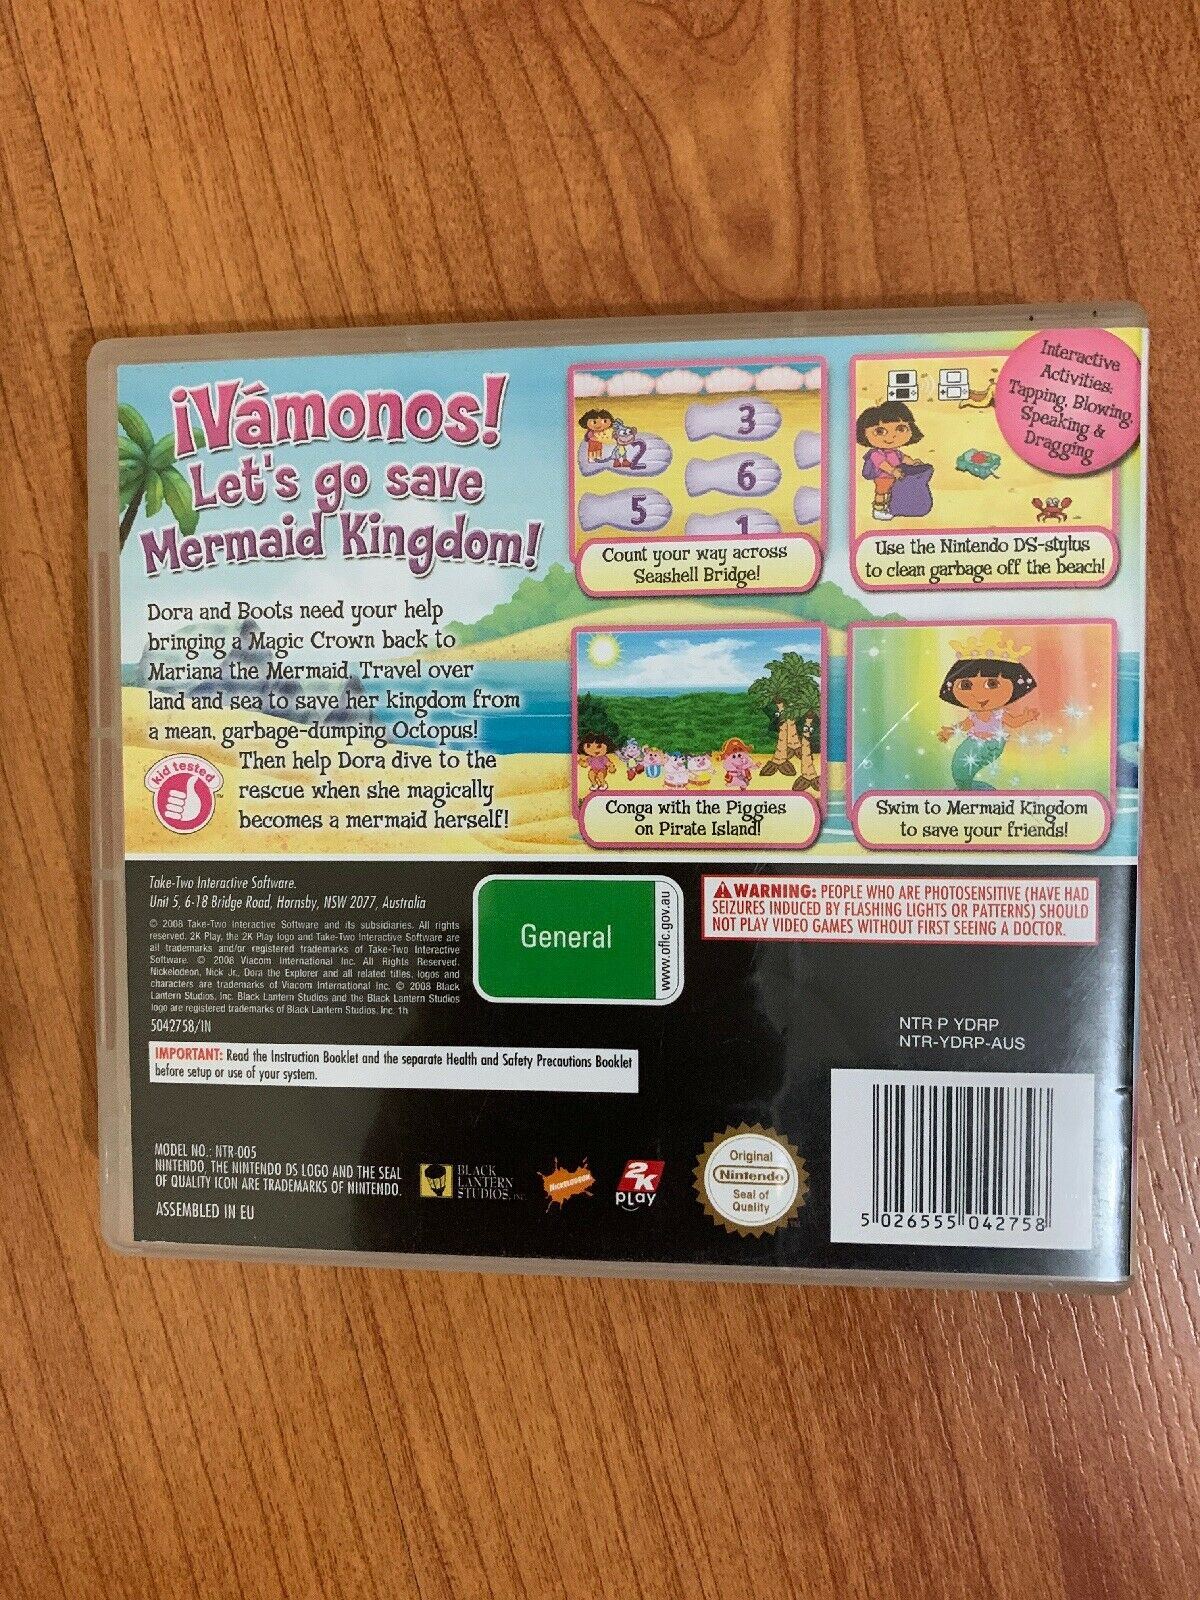 ¡Vámonos!
Let's go save
Mermaid Kingdom!
Dora and Boots need your help
bringing a Magic Crown back to
Mariana the Mermaid. Travel over
land and sea to save her kingdom from
a mean, garbage-dumping Octopus!
Then help Dora dive to the
rescue when she magically
becomes a mermaid herself!
kid tested
3
2
6
5
1
Count your way across
Seashell Bridge!
Interactive
Activities:
Tapping, Blowing,
Speaking &
Dragging
Use the Nintendo DS-stylus
to clean garbage off the beach!
Conga with the Piggies
on Pirate Island!
Swim to Mermaid Kingdom
to save your friends!
Take-Two Interactive Software.
Unit 5, 6-18 Bridge Road, Hornsby, NSW 2077, Australia
© 2008 Take-Two Interactive Software and its subsidiaries. All rights
reserved. 2K Play, the 2K Play logo and Take-Two Interactive Software are
all trademarks and/or registered trademarks of Take-Two Interactive
Software. © 2008 Viacom International Inc. All Rights Reserved.
Nickelodeon, Nick Jr., Dora the Explorer and all related titles, logos and
characters are trademarks of Viacom International Inc. © 2008 Black
Lantern Studios, Inc. Black Lantern Studios and the Black Lantern Studios
logo are registered trademarks of Black Lantern Studios, Inc. 1h
5042758/IN
General
www.oflc.gov.au
WARNING: PEOPLE WHO ARE PHOTOSENSITIVE (HAVE HAD
SEIZURES INDUCED BY FLASHING LIGHTS OR PATTERNS) SHOULD
NOT PLAY VIDEO GAMES WITHOUT FIRST SEEING A DOCTOR.
NTR P YDRP
NTR-YDRP-AUS
IMPORTANT: Read the Instruction Booklet and the separate Health and Safety Precautions Booklet
before setup or use of your system.
MODEL NO.: NTR-005
NINTENDO, THE NINTENDO DS LOGO AND THE SEAL
OF QUALITY ICON ARE TRADEMARKS OF NINTENDO.
ASSEMBLED IN EU
BLACK
LANTERN
STUDIOS, INC.
NICKELODEON
2K
PLAY
Original
Nintendo
Seal of
Quality
5 026555 042758